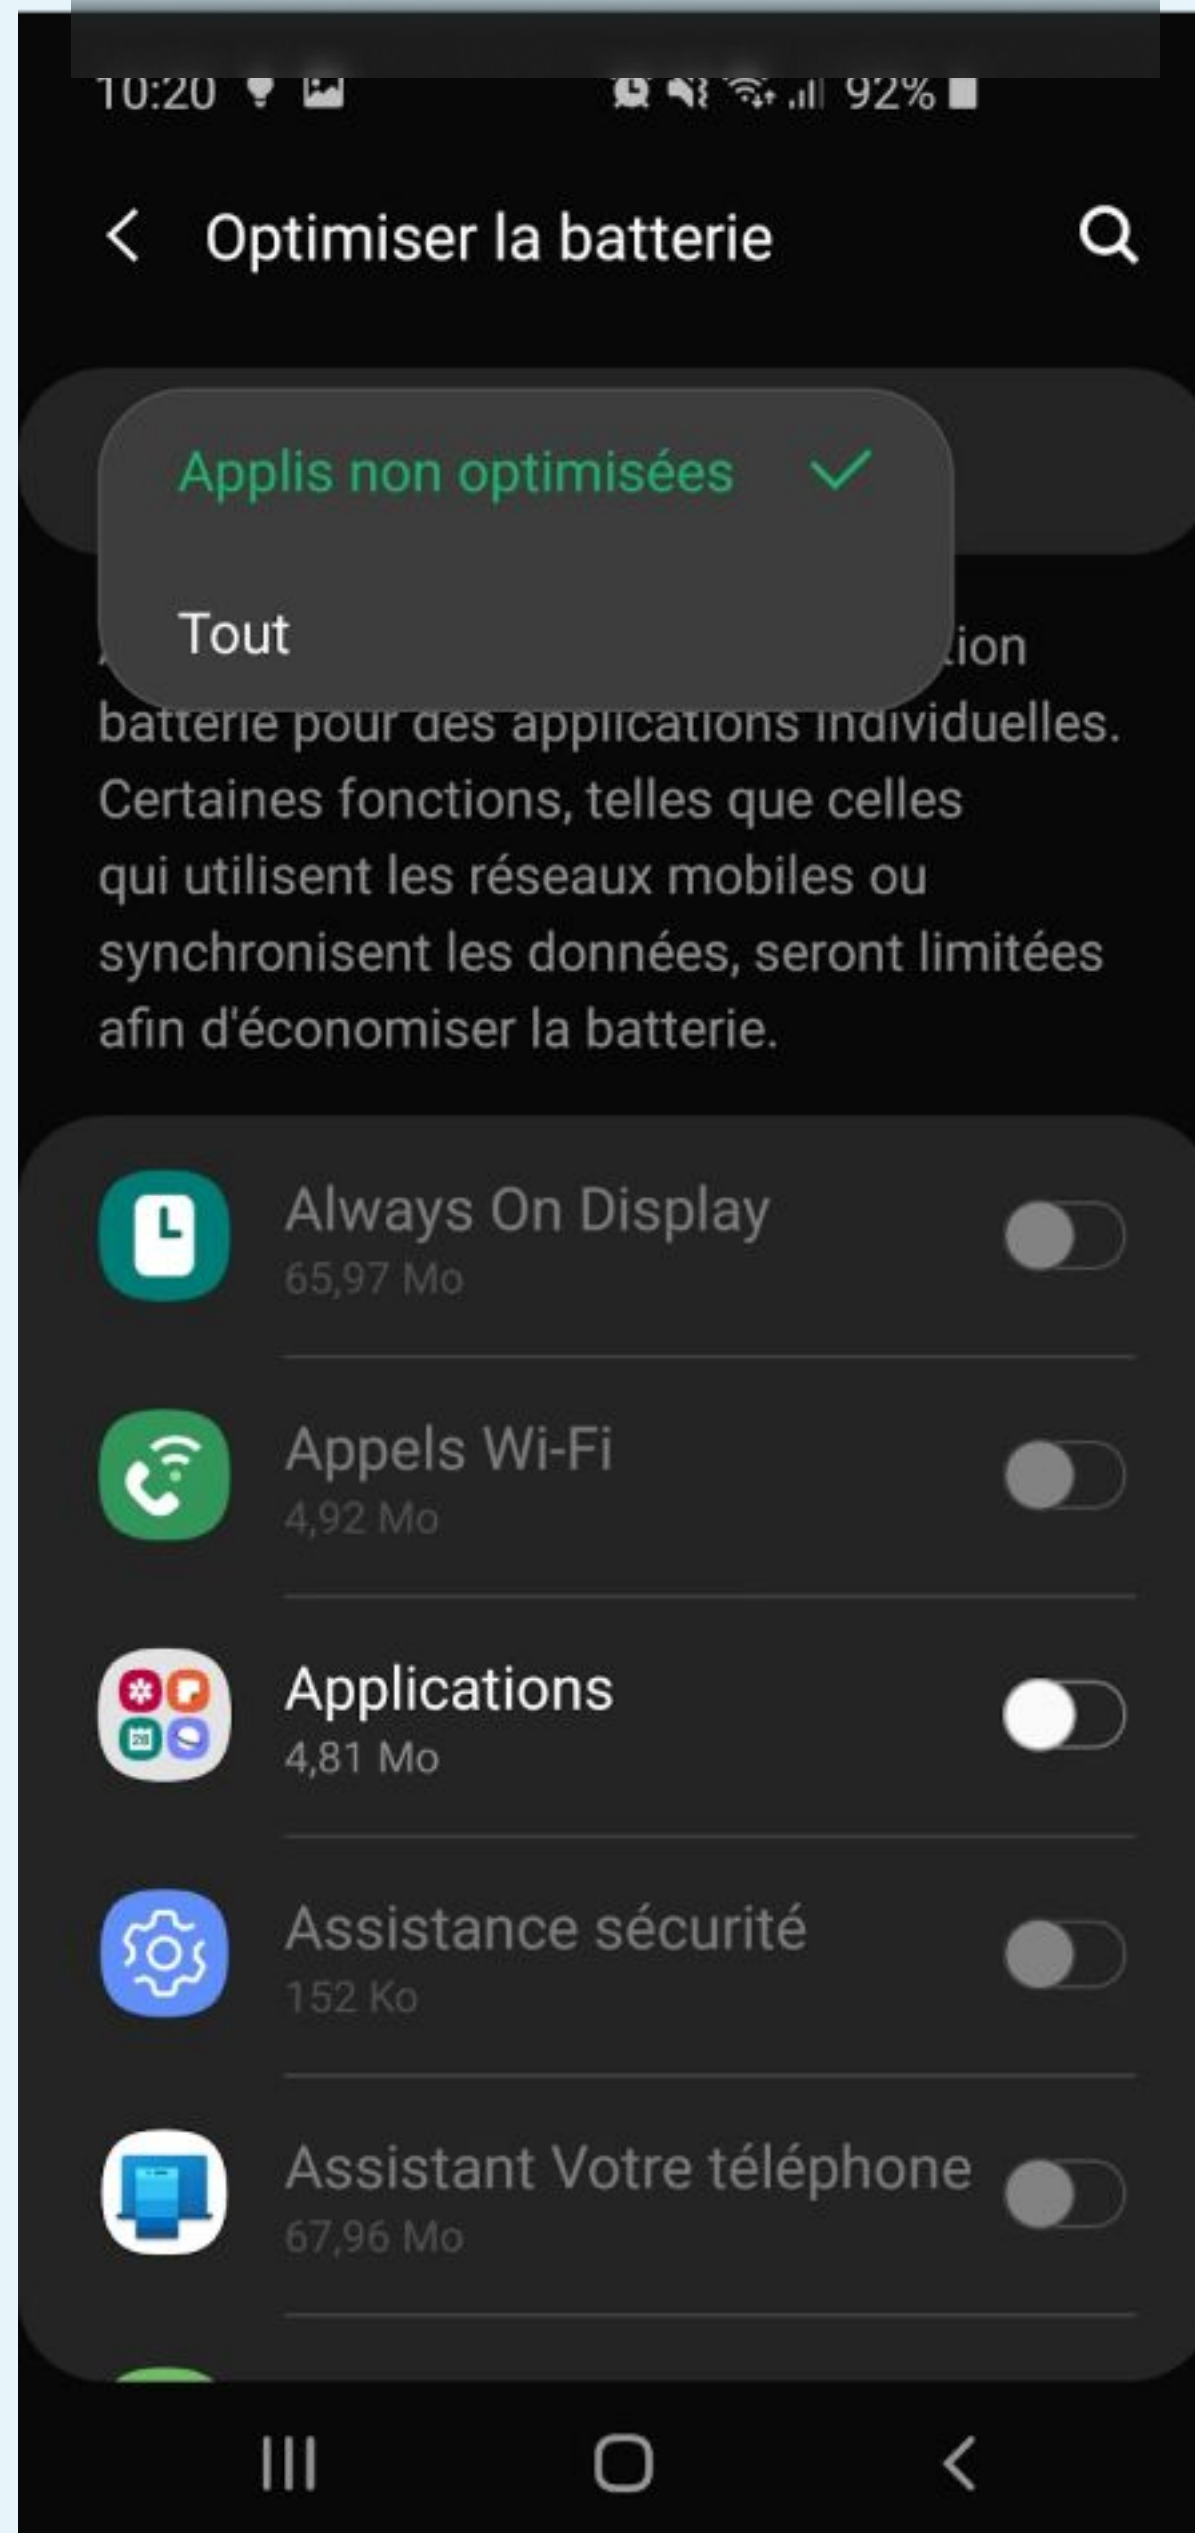 10:20 92%
Optimiser la batterie
Applis non optimisées
Tout
batterie pour des applications individuelles.
Certaines fonctions, telles que celles
qui utilisent les réseaux mobiles ou
synchronisent les données, seront limitées
afin d'économiser la batterie.
Always On Display
65,97 Mo
Appels Wi-Fi
4,92 Mo
Applications
4,81 Mo
Assistance sécurité
152 Ko
Assistant Votre téléphone
67,96 Mo